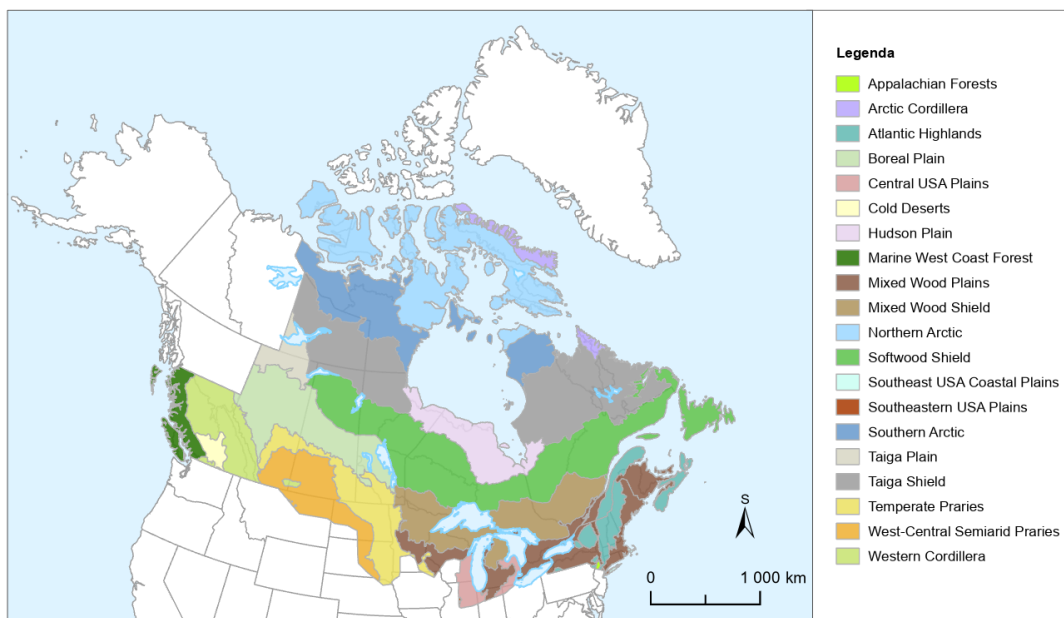 Legenda
Appalachian Forests
Arctic Cordillera
Atlantic Highlands
Boreal Plain
Central USA Plains
Cold Deserts
Hudson Plain
Marine West Coast Forest
Mixed Wood Plains
Mixed Wood Shield
Northern Arctic
Softwood Shield
Southeast USA Coastal Plains
Southeastern USA Plains
Southern Arctic
Taiga Plain
Taiga Shield
Temperate Praries
West-Central Semiarid Praries
Western Cordillera
S
0 1 000 km